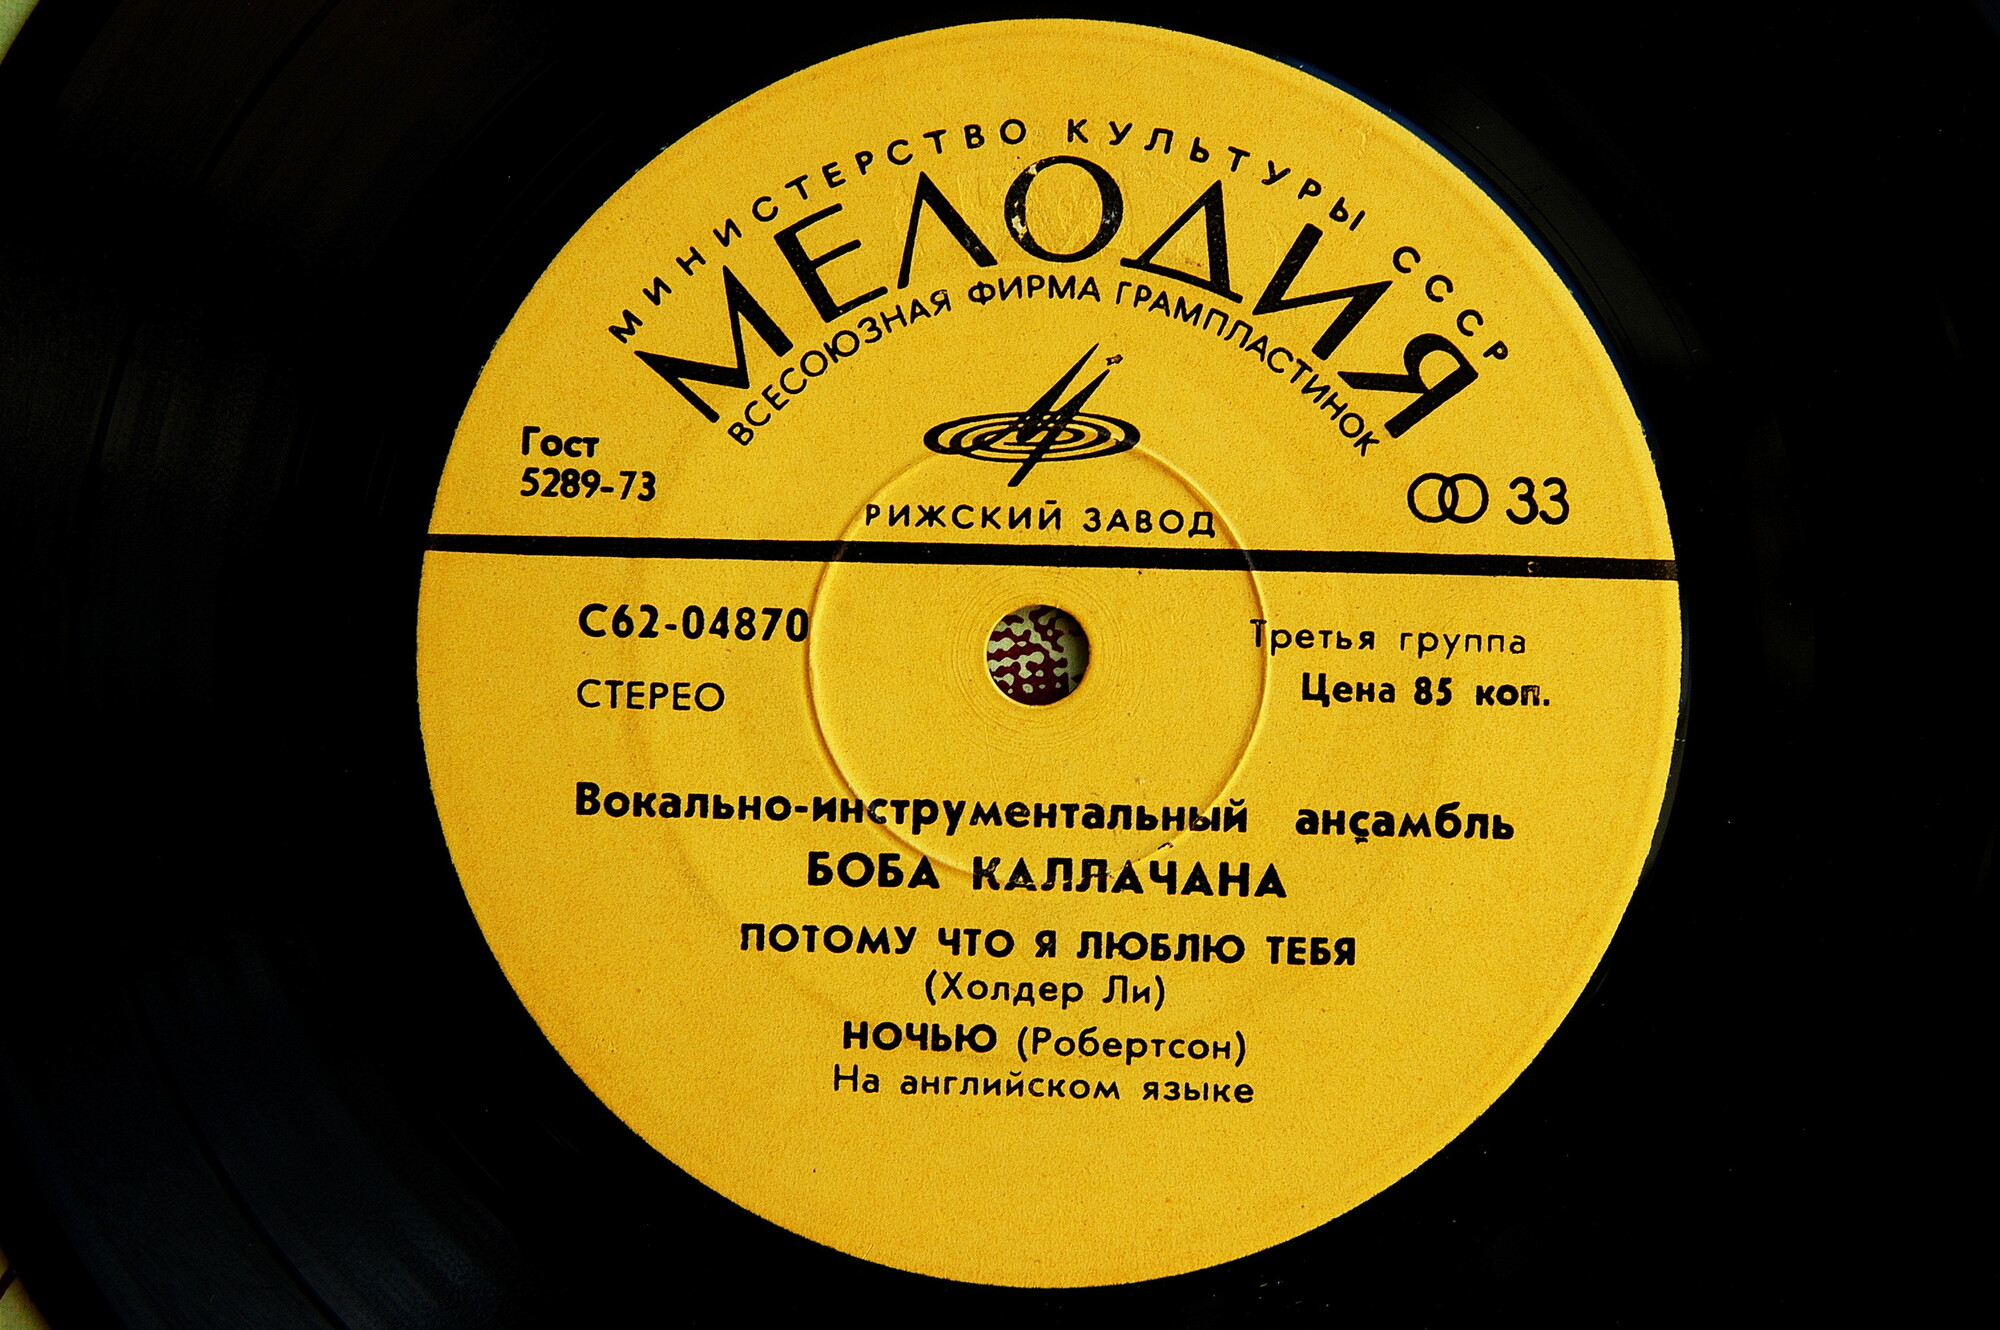 МИНИСТЕРСТВО КУЛЬТУРЫ СССР
МЕЛОДИЯ
ВСЕСОЮЗНАЯ ФИРМА ГРАМПЛАСТИНОК
Гост
5289-73
33
РИЖСКИЙ ЗАВОД
С62-04870
Третья группа
СТЕРЕО
Цена 85 коп.
Вокально-инструментальный ансамбль
БОБА КАЛЛАЧАНА
ПОТОМУ ЧТО Я ЛЮБЛЮ ТЕБЯ
(Холдер Ли)
НОЧЬЮ (Робертсон)
На английском языке